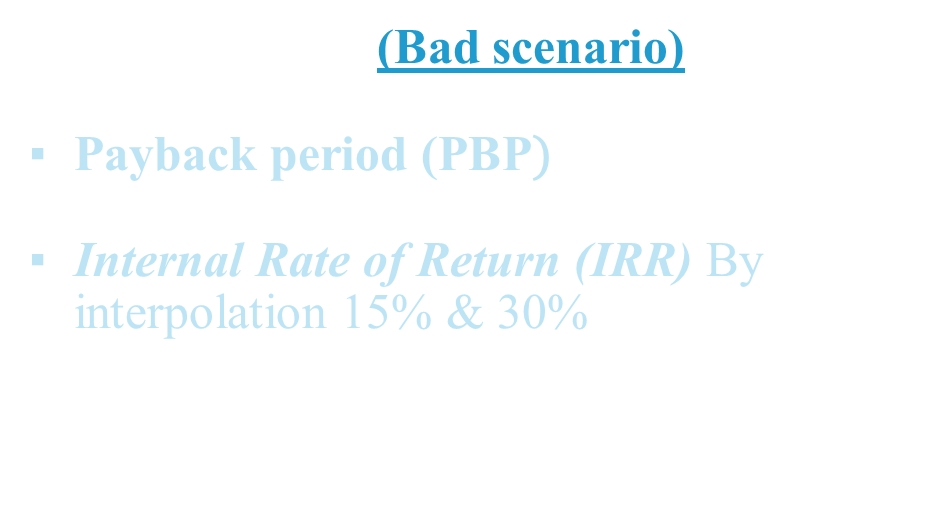 (Bad scenario)
▪ Payback period (PBP)
▪ Internal Rate of Return (IRR) By
interpolation 15% & 30%